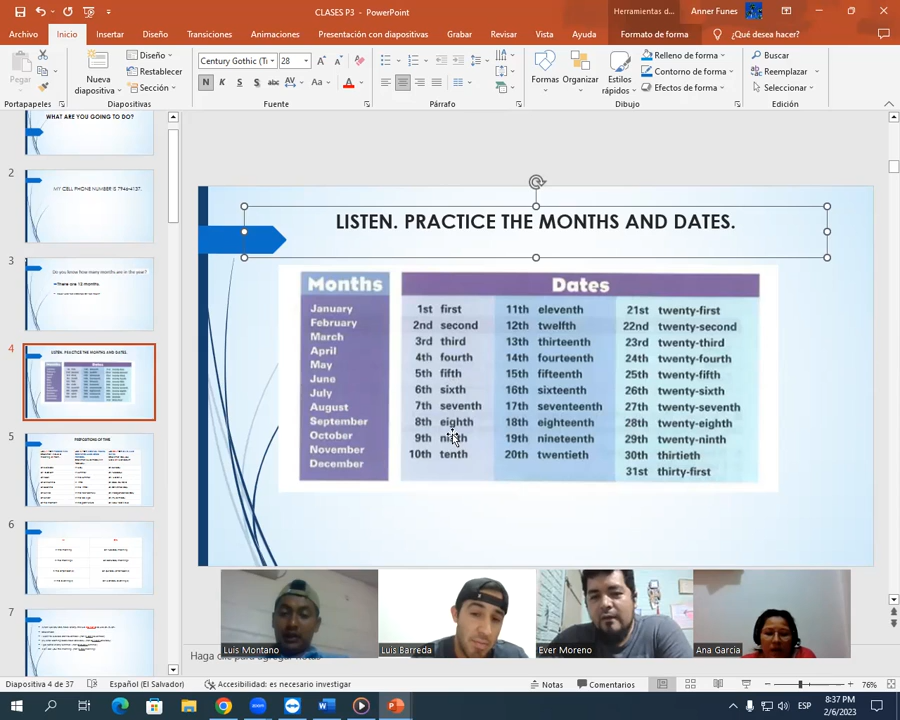 CLASES P3 - PowerPoint
Herramientas d...
Anner Funes
Archivo
Inicio
Insertar
Diseño
Transiciones
Animaciones
Presentación con diapositivas
Grabar
Revisar
Vista
Ayuda
Formato de forma
¿Qué desea hacer?
Pegar
Nueva diapositiva
Diseño
Restablecer
Sección
Century Gothic (Tí
28
Formas
Organizar
Estilos rápidos
Relleno de forma
Contorno de forma
Efectos de forma
Buscar
Reemplazar
Seleccionar
Portapapeles
Diapositivas
Fuente
Párrafo
Dibujo
Edición
WHAT ARE YOU GOING TO DO?
2
MY CELL PHONE NUMBER IS 7946-4137.
3
Do you know how many months are in the year?
There are 12 months.
4
LISTEN. PRACTICE THE MONTHS AND DATES.
5
PREPOSITIONS OF TIME
6
7
LISTEN. PRACTICE THE MONTHS AND DATES.
Months
January
February
March
April
May
June
July
August
September
October
November
December
Dates
1st first
2nd second
3rd third
4th fourth
5th fifth
6th sixth
7th seventh
8th eighth
9th ninth
10th tenth
11th eleventh
12th twelfth
13th thirteenth
14th fourteenth
15th fifteenth
16th sixteenth
17th seventeenth
18th eighteenth
19th nineteenth
20th twentieth
21st twenty-first
22nd twenty-second
23rd twenty-third
24th twenty-fourth
25th twenty-fifth
26th twenty-sixth
27th twenty-seventh
28th twenty-eighth
29th twenty-ninth
30th thirtieth
31st thirty-first
Luis Montano
Luis Barreda
Ever Moreno
Ana Garcia
Haga clic para agregar notas
Diapositiva 4 de 37
Español (El Salvador)
Accesibilidad: es necesario investigar
Notas
Comentarios
76%
ESP
8:37 PM
2/6/2023